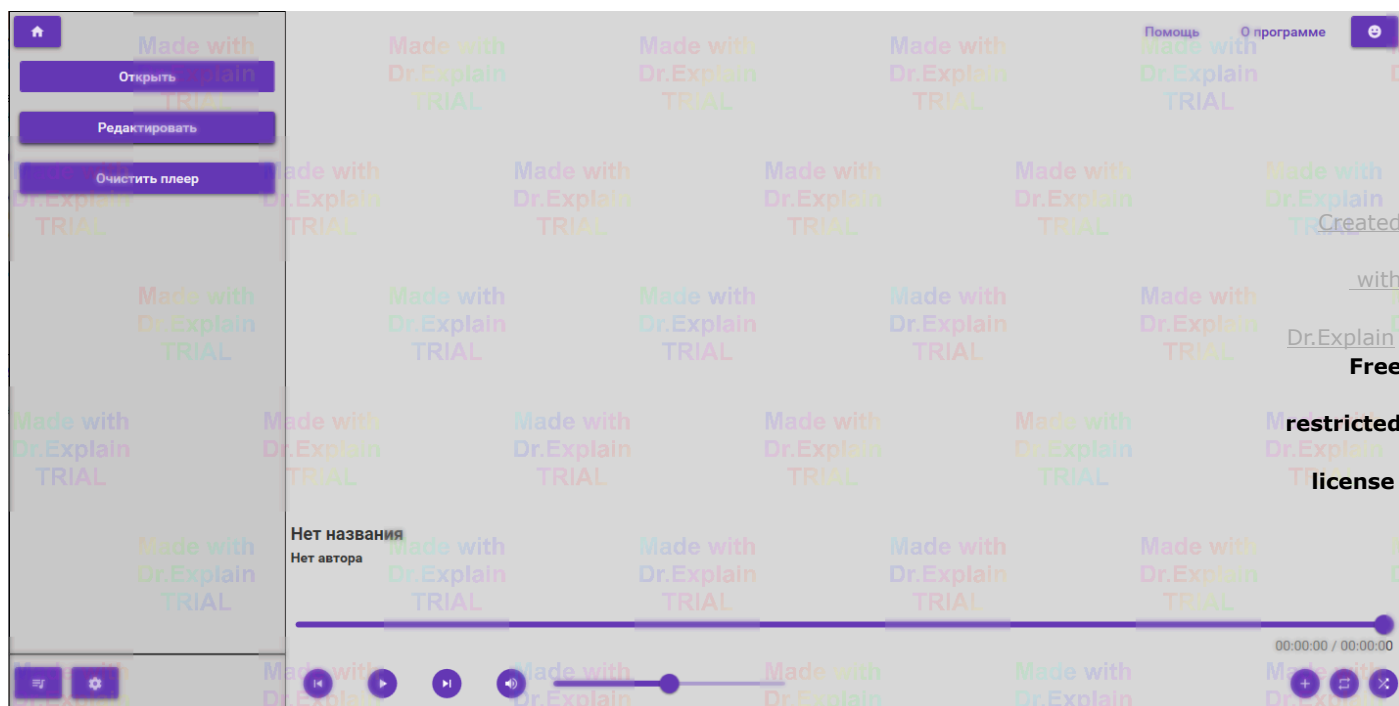 Помощь
О программе
Открыть
Редактировать
Очистить плеер
Made with
Dr.Explain
TRIAL
Created
with
Dr.Explain
Free
restricted
license
Нет названия
Нет автора
00:00:00 / 00:00:00